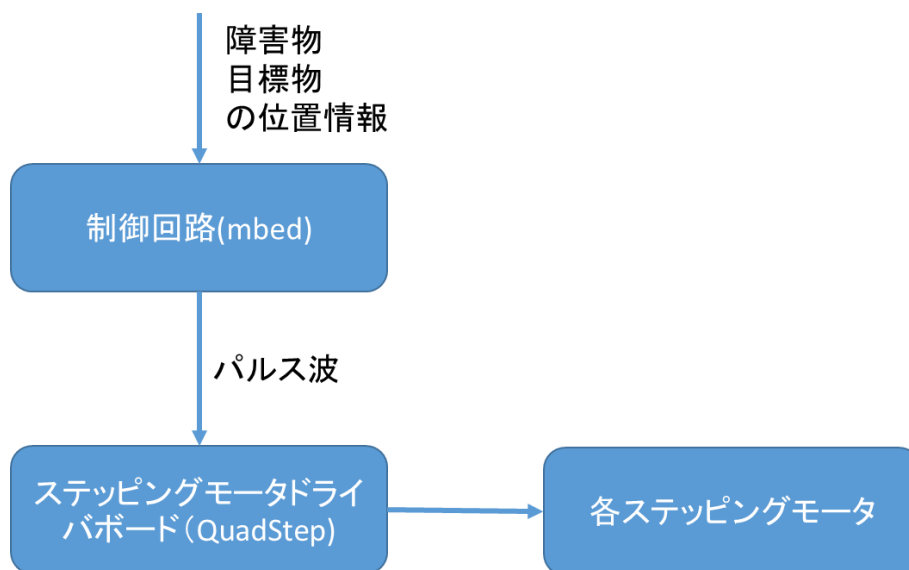 障害物
目標物
の位置情報
制御回路(mbed)
パルス波
ステッピングモータドライ
バボード（QuadStep)
各ステッピングモータ